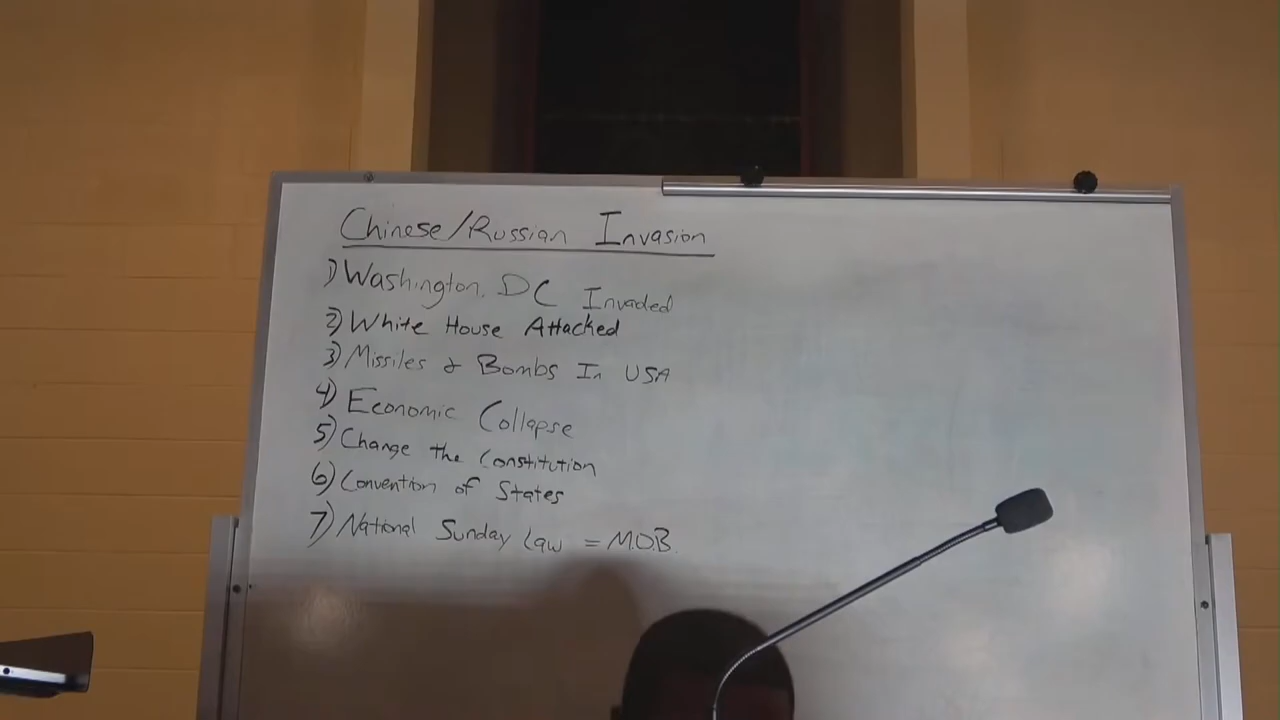 Chinese/Russian Invasion
1) Washington, DC Invaded
2) White House Attacked
3) Missiles & Bombs In USA
4) Economic Collapse
5) Change the Constitution
6) Convention of States
7) National Sunday Law = M.O.B.